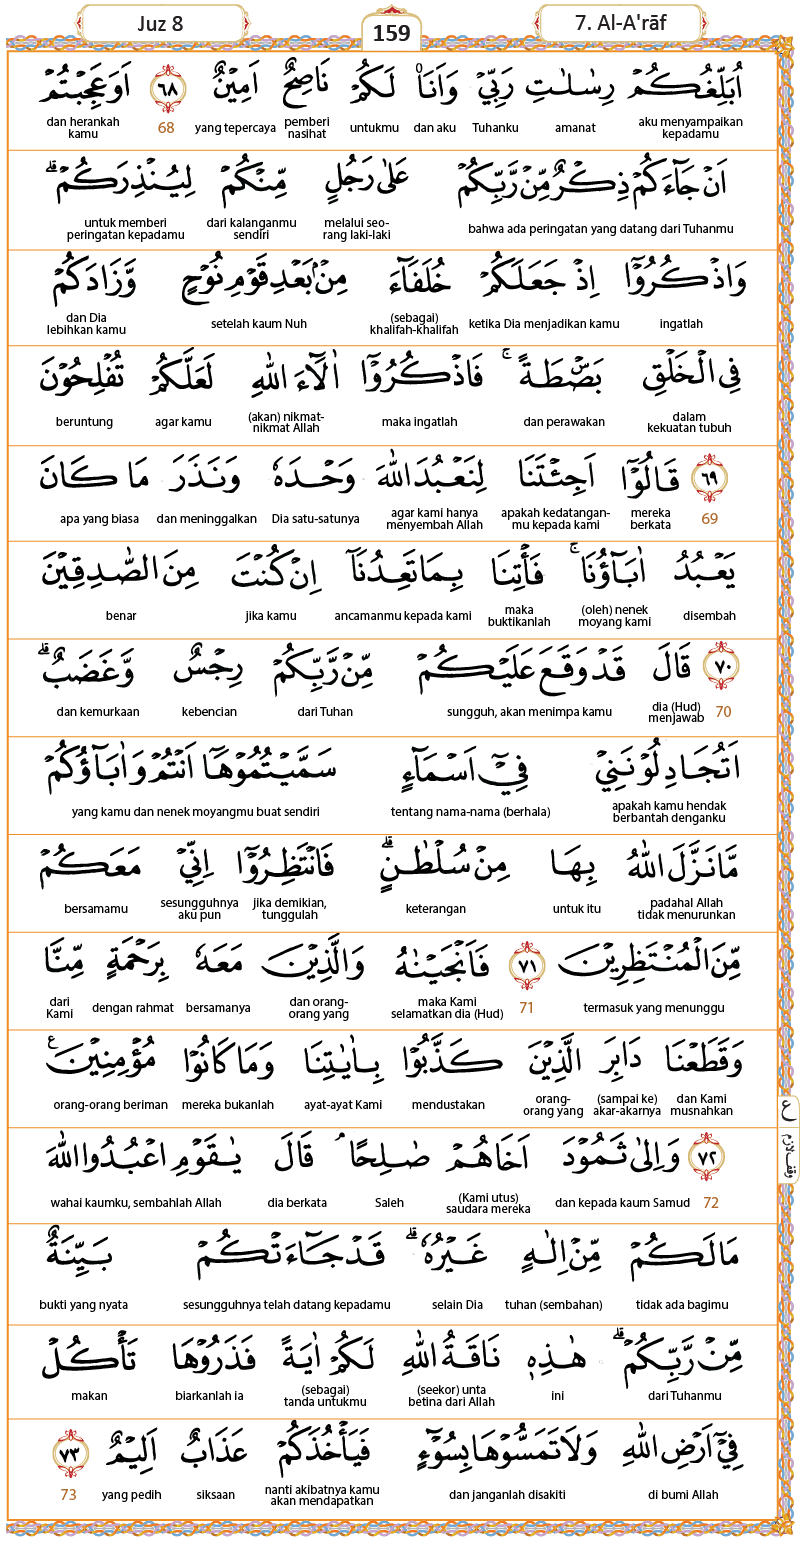 Juz 8
159
7. Al-A'rāf
اُبَلِّغُكُمْ رِسٰلٰتِ رَبِّيْ وَاَنَا۠ لَكُمْ نَاصِحٌ اَمِيْنٌ ٦٨ اَوَعَجِبْتُمْ
aku menyampaikan kepadamu amanat Tuhanku dan aku untukmu pemberi nasihat yang tepercaya 68 dan herankah kamu
اَنْ جَاۤءَكُمْ ذِكْرٌ مِّنْ رَّبِّكُمْ عَلٰى رَجُلٍ مِّنْكُمْ لِيُنْذِرَكُمْۗ
bahwa ada peringatan yang datang dari Tuhanmu melalui seorang laki-laki dari kalanganmu sendiri untuk memberi peringatan kepadamu
وَاذْكُرُوْٓا اِذْ جَعَلَكُمْ خُلَفَاۤءَ مِنْۢ بَعْدِ قَوْمِ نُوْحٍ وَّزَادَكُمْ
ingatlah ketika Dia menjadikan kamu (sebagai) khalifah-khalifah setelah kaum Nuh dan Dia lebihkan kamu
فِى الْخَلْقِ بَصْۣطَةً ۚ فَاذْكُرُوْٓا اٰلَاۤءَ اللّٰهِ لَعَلَّكُمْ تُفْلِحُوْنَ
dalam kekuatan tubuh dan perawakan maka ingatlah (akan) nikmat-nikmat Allah agar kamu beruntung
٦٩ قَالُوْٓا اَجِئْتَنَا لِنَعْبُدَ اللّٰهَ وَحْدَهٗ وَنَذَرَ مَا كَانَ
69 mereka berkata apakah kedatanganmu kepada kami agar kami hanya menyembah Allah Dia satu-satunya dan meninggalkan apa yang biasa
يَعْبُدُ اٰبَاۤؤُنَا ۚ فَأْتِنَا بِمَا تَعِدُنَآ اِنْ كُنْتَ مِنَ الصّٰدِقِيْنَ
disembah (oleh) nenek moyang kami maka buktikanlah ancamanmu kepada kami jika kamu benar
٧٠ قَالَ قَدْ وَقَعَ عَلَيْكُمْ مِّنْ رَّبِّكُمْ رِجْسٌ وَّغَضَبٌۗ
70 dia (Hud) menjawab sungguh, akan menimpa kamu dari Tuhan kebencian dan kemurkaan
اَتُجَادِلُوْنَنِيْ فِيْٓ اَسْمَاۤءٍ سَمَّيْتُمُوْهَآ اَنْتُمْ وَاٰبَاۤؤُكُمْ
apakah kamu hendak berbantah denganku tentang nama-nama (berhala) yang kamu dan nenek moyangmu buat sendiri
مَّا نَزَّلَ اللّٰهُ بِهَا مِنْ سُلْطٰنٍۗ فَانْتَظِرُوْٓا اِنِّيْ مَعَكُمْ
padahal Allah tidak menurunkan untuk itu keterangan jika demikian, tunggulah sesungguhnya aku pun bersamamu
مِّنَ الْمُنْتَظِرِيْنَ ٧١ فَاَنْجَيْنٰهُ وَالَّذِيْنَ مَعَهٗ بِرَحْمَةٍ مِّنَّا
termasuk yang menunggu 71 maka Kami selamatkan dia (Hud) dan orang-orang yang bersamanya dengan rahmat dari Kami
وَقَطَعْنَا دَابِرَ الَّذِيْنَ كَذَّبُوْا بِاٰيٰتِنَا وَمَا كَانُوْا مُؤْمِنِيْنَ ࣖ
dan Kami musnahkan (sampai ke) akar-akarnya orang-orang yang mendustakan ayat-ayat Kami mereka bukanlah orang-orang beriman
ع
وقف لازم
٧٢ وَاِلٰى ثَمُوْدَ اَخَاهُمْ صٰلِحًاۘ قَالَ يٰقَوْمِ اعْبُدُوا اللّٰهَ
72 dan kepada kaum Samud (Kami utus) saudara mereka Saleh dia berkata wahai kaumku, sembahlah Allah
مَا لَكُمْ مِّنْ اِلٰهٍ غَيْرُهٗۗ قَدْ جَاۤءَتْكُمْ بَيِّنَةٌ
tidak ada bagimu tuhan (sembahan) selain Dia sesungguhnya telah datang kepadamu bukti yang nyata
مِّنْ رَّبِّكُمْۗ هٰذِهٖ نَاقَةُ اللّٰهِ لَكُمْ اٰيَةً فَذَرُوْهَا تَأْكُلْ
dari Tuhanmu ini (seekor) unta betina dari Allah (sebagai) tanda untukmu biarkanlah ia makan
فِيْٓ اَرْضِ اللّٰهِ وَلَا تَمَسُّوْهَا بِسُوْۤءٍ فَيَأْخُذَكُمْ عَذَابٌ اَلِيْمٌ ٧٣
di bumi Allah dan janganlah disakiti nanti akibatnya kamu akan mendapatkan siksaan yang pedih 73